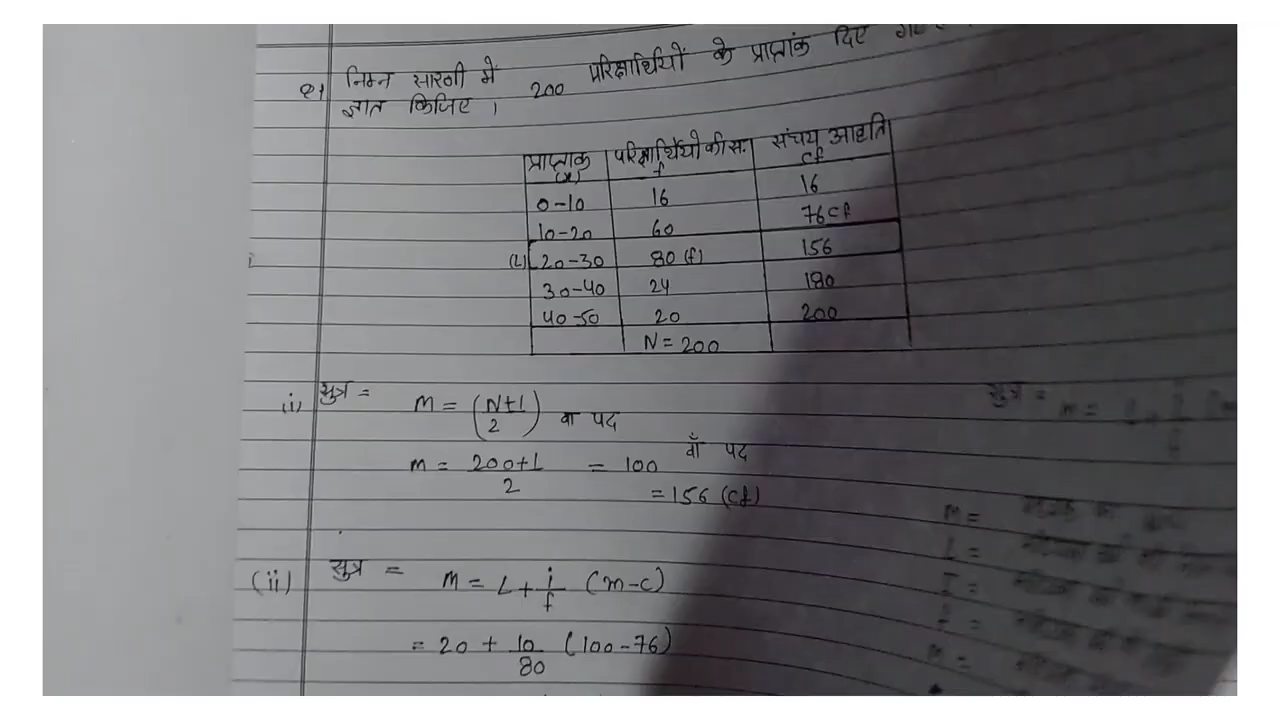 Q1 निम्न सारणी में 200 परिक्षार्थियों के प्राप्तांक दिए
ज्ञात किजिए ।
प्राप्तांक (x) परिक्षार्थियों की स. f संचयी आवृति cf
0-10 16 16
10-20 60 76 cf
(L) 20-30 80 (f) 156
30-40 24 180
40-50 20 200
N = 200
(i) सुत्र = m = (N+1/2) वा पद
m = 200+1/2 = 100 वाँ पद
= 156 (cf)
(ii) सुत्र = M = L + i/f (m-c)
= 20 + 10/80 (100-76)